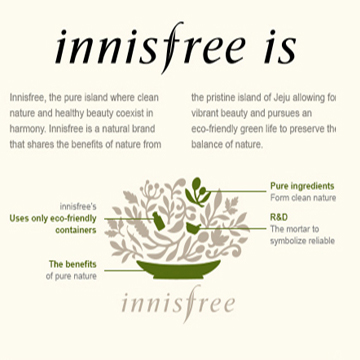 innisfree is
Innisfree, the pure island where clean
nature and healthy beauty coexist in
harmony. Innisfree is a natural brand
that shares the benefits of nature from
the pristine island of Jeju allowing for
vibrant beauty and pursues an
eco-friendly green life to preserve the
balance of nature.
Pure ingredients
Form clean nature
innisfree's
Uses only eco-friendly
containers
R&D
The mortar to
symbolize reliable
The benefits
of pure nature
innisfree